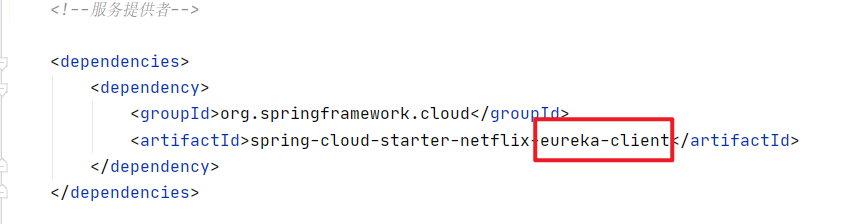 <!--服务提供者-->
<dependencies>
<dependency>
<groupId>org.springframework.cloud</groupId>
<artifactId>spring-cloud-starter-netflix-eureka-client</artifactId>
</dependency>
</dependencies>